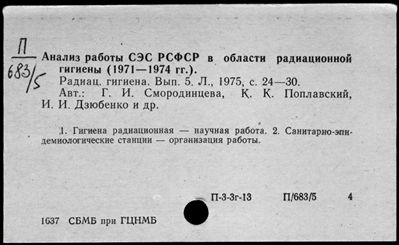 П
683/5
Анализ работы СЭС РСФСР в области радиационной
гигиены (1971—1974 гг.).
Радиац. гигиена. Вып. 5. Л., 1975, с. 24—30.
Авт.: Г. И. Смородинцева, К. К. Поплавский,
И. И. Дзюбенко и др.
1. Гигиена радиационная — научная работа. 2. Санитарно-эпи-
демиологические станции — организация работы.
П-3-3г-13 П/683/5 4
1637 СБМБ при ГЦНМБ